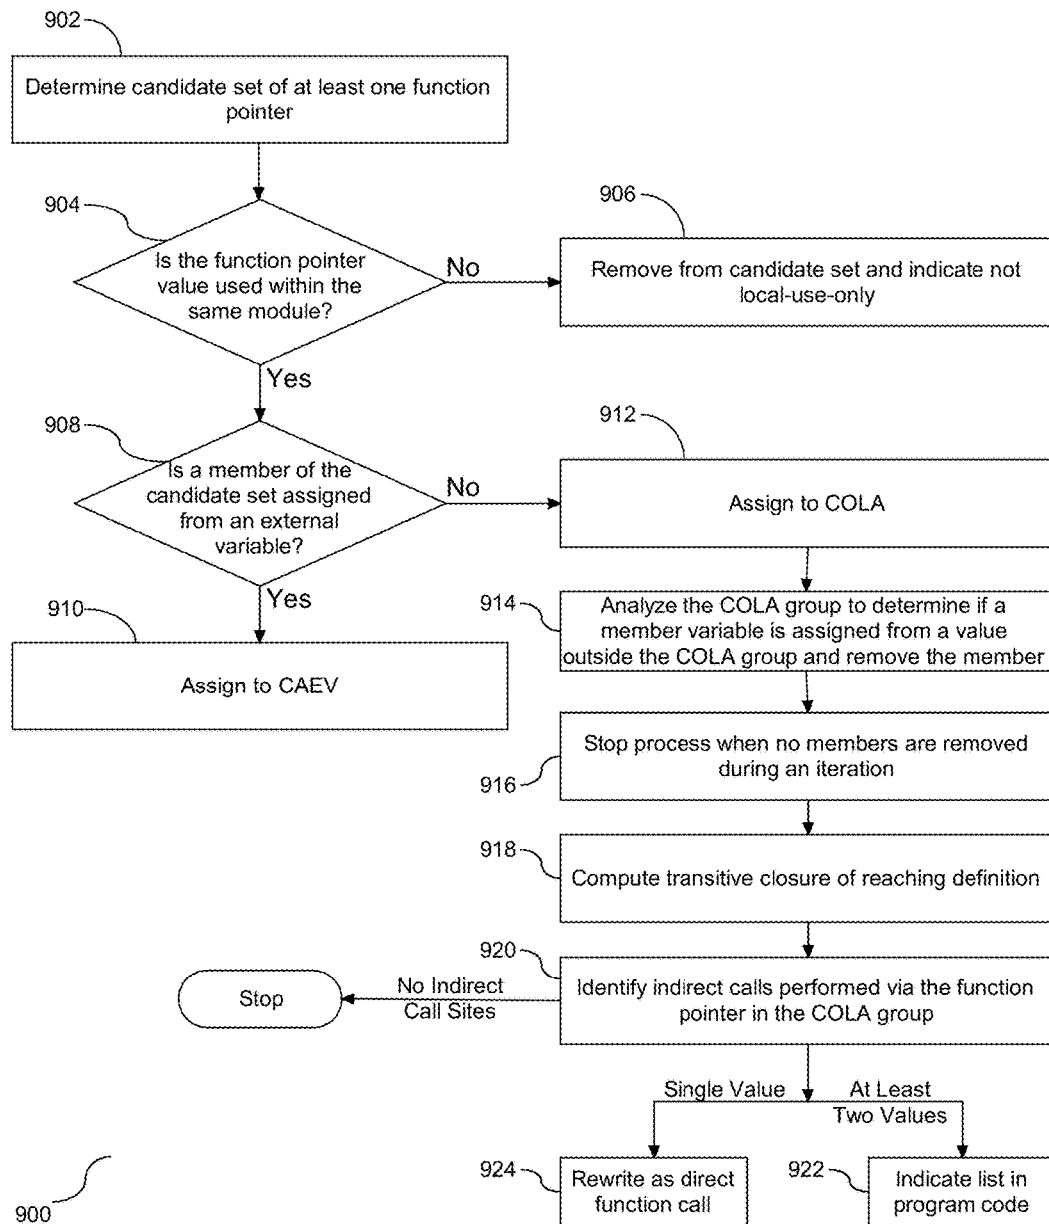 902
Determine candidate set of at least one function
pointer
904
Is the function pointer
value used within the
same module?
No
906
Remove from candidate set and indicate not
local-use-only
Yes
908
Is a member of the
candidate set assigned
from an external
variable?
No
912
Assign to COLA
Yes
910
Assign to CAEV
914
Analyze the COLA group to determine if a
member variable is assigned from a value
outside the COLA group and remove the member
Stop process when no members are removed
during an iteration
916
918
Compute transitive closure of reaching definition
920
Identify indirect calls performed via the function
pointer in the COLA group
No Indirect
Call Sites
Stop
Single Value
At Least
Two Values
924
Rewrite as direct
function call
922
Indicate list in
program code
900